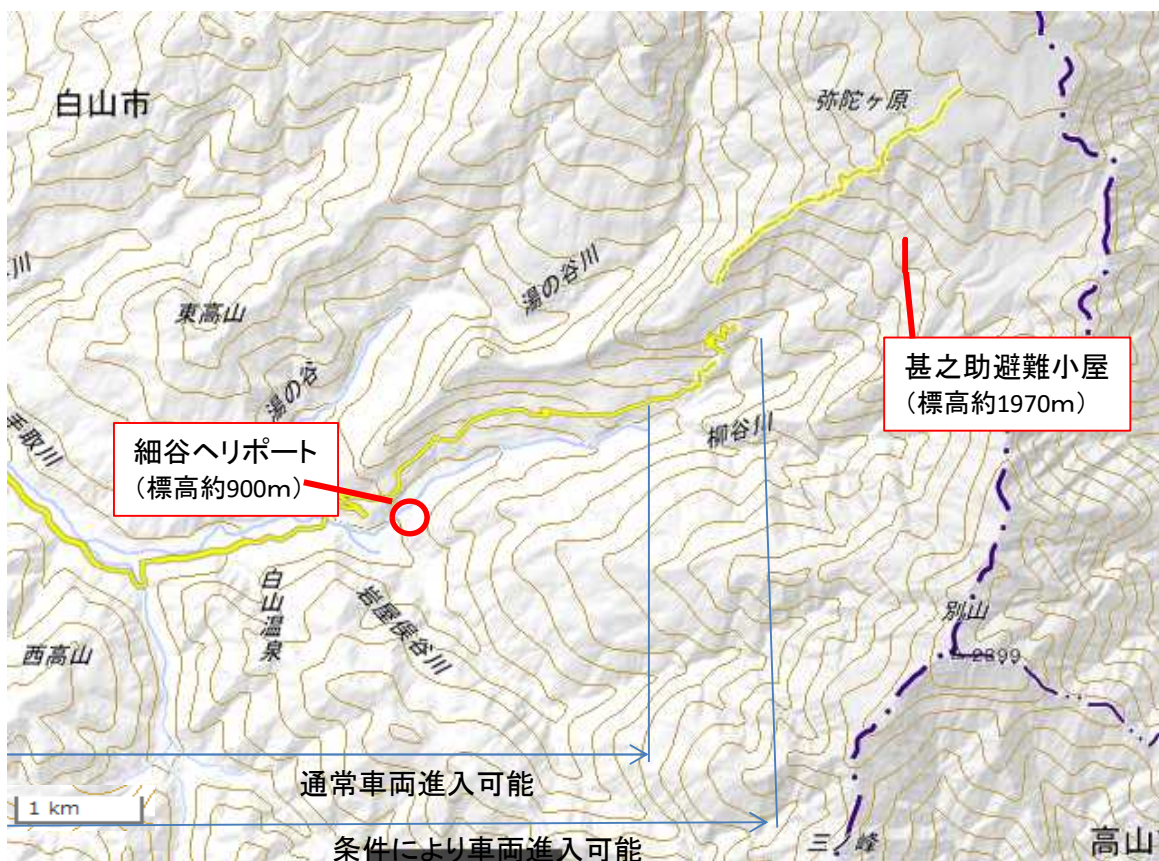 白山市
弥陀ヶ原
川
湯の谷川
東高山
湯の谷
甚之助避難小屋
(標高約1970m)
手取川
細谷ヘリポート
(標高約900m)
柳谷川
白山温泉
岩屋俣谷川
別山
2399
西高山
通常車両進入可能
1 km
条件により車両進入可能
三ノ峰
高山